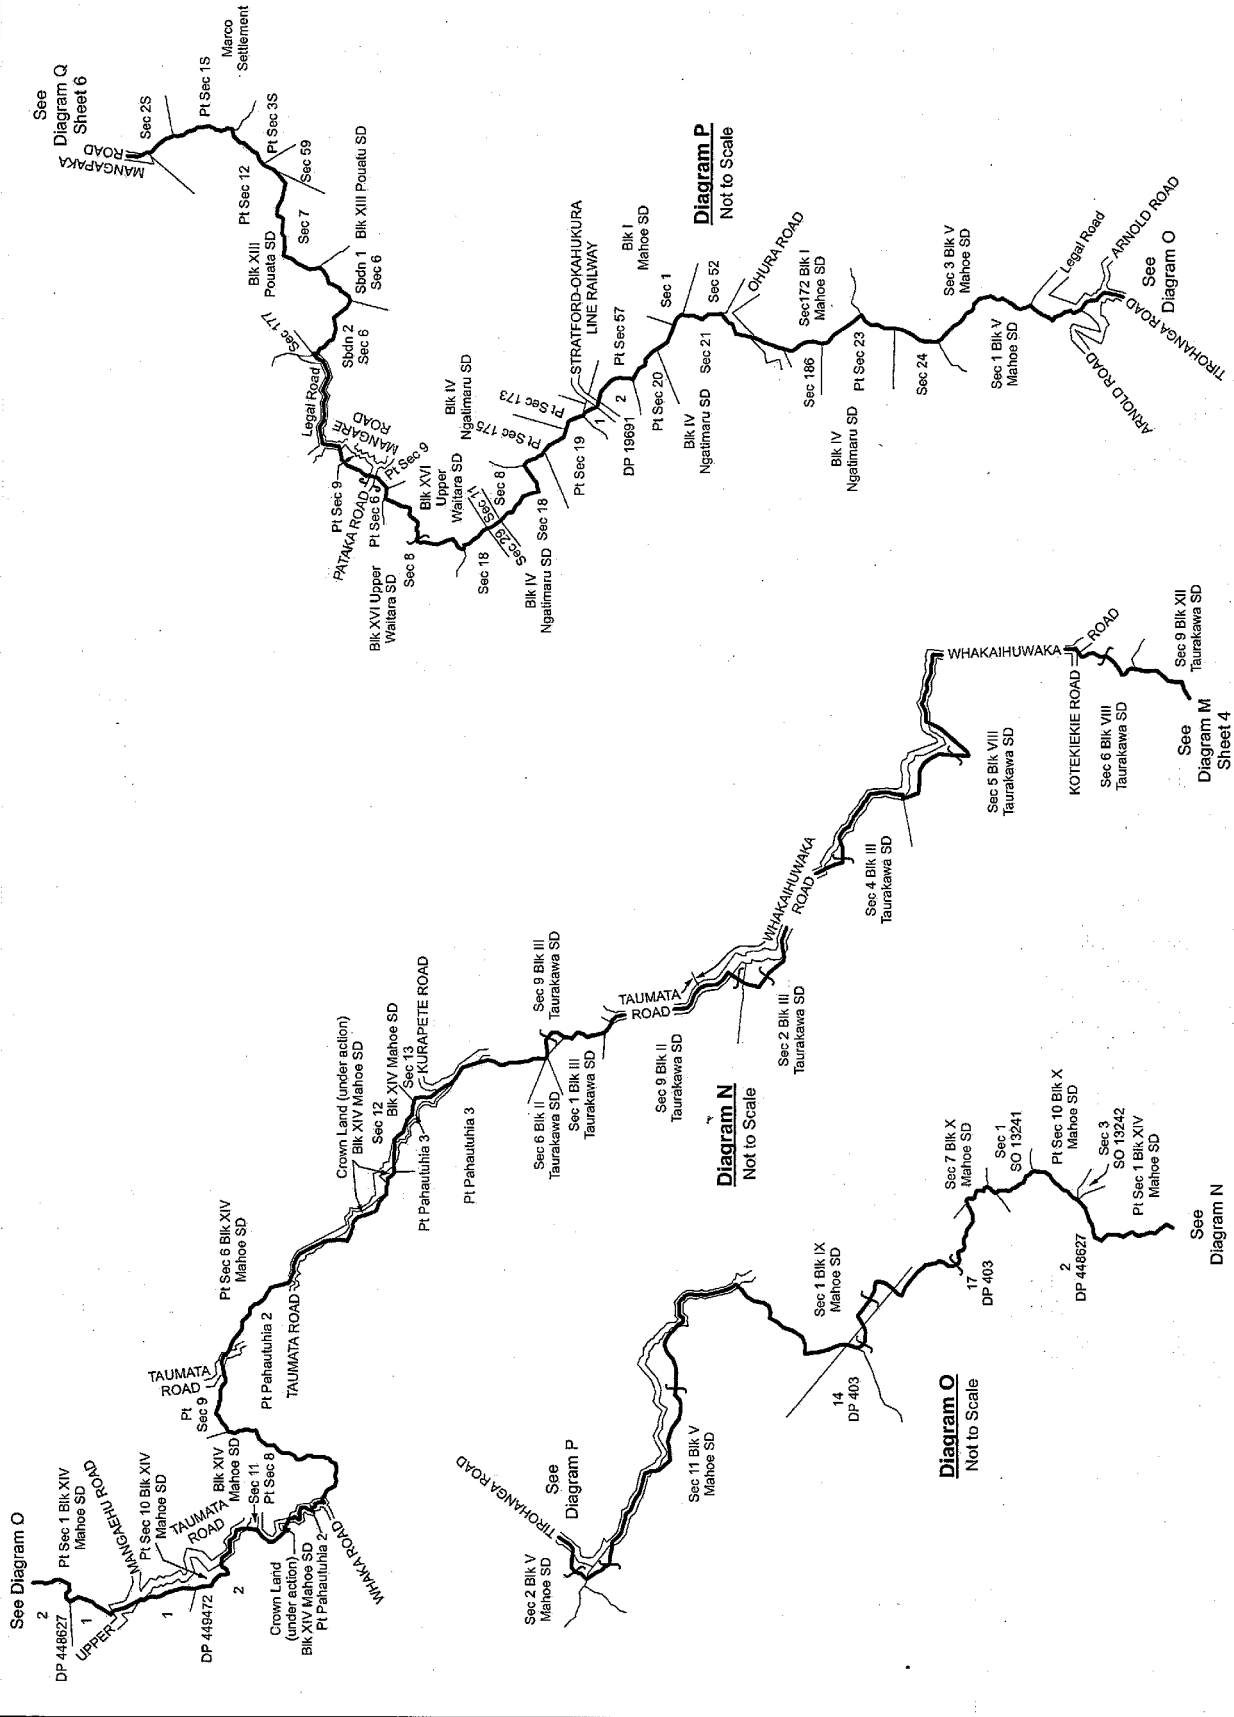 See
Diagram Q
Sheet 6
MANGAPAKA
ROAD
Sec 2S
Pt Sec 1S
Marco
Settlement
Pt Sec 3S
Pt Sec 12
Sec 59
Sec 7
Blk XIII
Pouata SD
Blk XIII Pouatu SD
Sbdn 1
Sec 6
Sbdn 2
Sec 6
Sec 177
Legal Road
MANGARE
ROAD
Pt Sec 9
Pt Sec 9
PATAKA ROAD
Pt Sec 6
Blk XVI Upper
Waitara SD
Sec 8
Blk XVI
Upper
Waitara SD
Sec 18
Sec 29
Sec 17
Sec 8
Sec 18
Blk IV
Ngatimaru SD
Blk IV
Ngatimaru SD
Pt Sec 175
Pt Sec 173
Pt Sec 19
STRATFORD-OKAHUKURA
LINE RAILWAY
1
2
DP 19691
Pt Sec 57
Blk I
Mahoe SD
Pt Sec 20
Blk IV
Ngatimaru SD
Sec 1
Sec 21
Sec 52
Diagram P
Not to Scale
OHURA ROAD
Sec172 Blk I
Mahoe SD
Sec 186
Pt Sec 23
Blk IV
Ngatimaru SD
Sec 24
Sec 3 Blk V
Mahoe SD
Sec 1 Blk V
Mahoe SD
Legal Road
ARNOLD ROAD
ARNOLD ROAD
TIROHANGA ROAD
See
Diagram O
WHAKAIHUWAKA
ROAD
KOTEKIEKIE ROAD
Sec 6 Blk VIII
Taurakawa SD
Sec 9 Blk XII
Taurakawa SD
See
Diagram M
Sheet 4
Sec 5 Blk VIII
Taurakawa SD
Sec 4 Blk III
Taurakawa SD
WHAKAIHUWAKA
ROAD
Sec 2 Blk III
Taurakawa SD
TAUMATA
ROAD
Sec 9 Blk II
Taurakawa SD
Sec 9 Blk III
Taurakawa SD
Sec 1 Blk III
Taurakawa SD
Sec 6 Blk II
Taurakawa SD
Diagram N
Not to Scale
Pt Pahautuhia 3
KURAPETE ROAD
Sec 13
Blk XIV Mahoe SD
Sec 12
Pt Pahautuhia 3
Crown Land (under action)
Blk XIV Mahoe SD
Pt Sec 6 Blk XIV
Mahoe SD
TAUMATA ROAD
Pt Pahautuhia 2
TAUMATA
ROAD
Pt
Sec 9
Blk XIV
Mahoe SD
Sec 11
Pt Sec 8
WHAKA ROAD
Crown Land
(under action)
Blk XIV Mahoe SD
Pt Pahautuhia 2
TAUMATA
ROAD
Pt Sec 10 Blk XIV
Mahoe SD
2
DP 449472
1
UPPER
MANGAEHU ROAD
Pt Sec 1 Blk XIV
Mahoe SD
1
2
DP 448627
See Diagram O
TIROHANGA ROAD
See
Diagram P
Sec 2 Blk V
Mahoe SD
Sec 11 Blk V
Mahoe SD
Sec 1 Blk IX
Mahoe SD
14
DP 403
Diagram O
Not to Scale
17
DP 403
Sec 7 Blk X
Mahoe SD
Sec 1
SO 13241
Pt Sec 10 Blk X
Mahoe SD
Sec 3
SO 13242
Pt Sec 1 Blk XIV
Mahoe SD
2
DP 448627
See
Diagram N